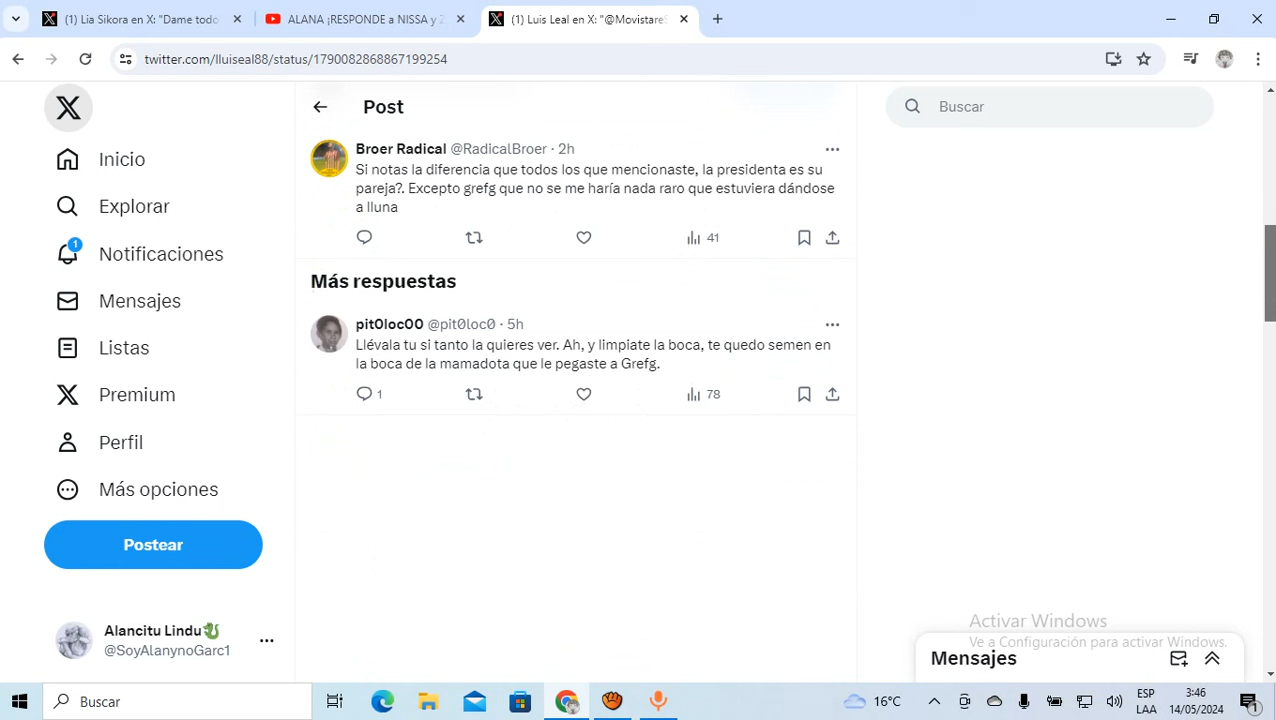 (1) Lia Sikora en X: "Dame todo
ALANA ¡RESPONDE a NISSA y
(1) Luis Leal en X: "@Movistar
twitter.com/lluiseal88/status/1790082868867199254
Post
Buscar
Inicio
Explorar
1
Notificaciones
Mensajes
Listas
Premium
Perfil
Más opciones
Postear
Alancitu Lindu
@SoyAlanynoGarc1
Broer Radical @RadicalBroer · 2h
Si notas la diferencia que todos los que mencionaste, la presidenta es su
pareja?. Excepto grefg que no se me haría nada raro que estuviera dándose
a lluna
41
Más respuestas
pit0loc00 @pit0loc0 · 5h
Llévala tu si tanto la quieres ver. Ah, y limpiate la boca, te quedo semen en
la boca de la mamadota que le pegaste a Grefg.
1
78
Activar Windows
Ve a Configuración para activar Windows.
Mensajes
Buscar
16°C
ESP
LAA
3:46
14/05/2024
1